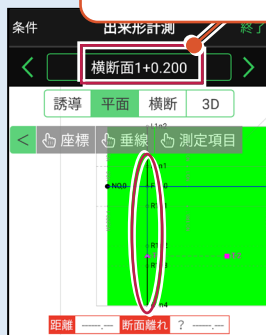 条件 出来形計測 終了
< 横断面1+0.200 >
誘導 平面 横断 3D
< 座標 垂線 測定項目
NO.0
距離 ---.--- 断面離れ ? ---.---